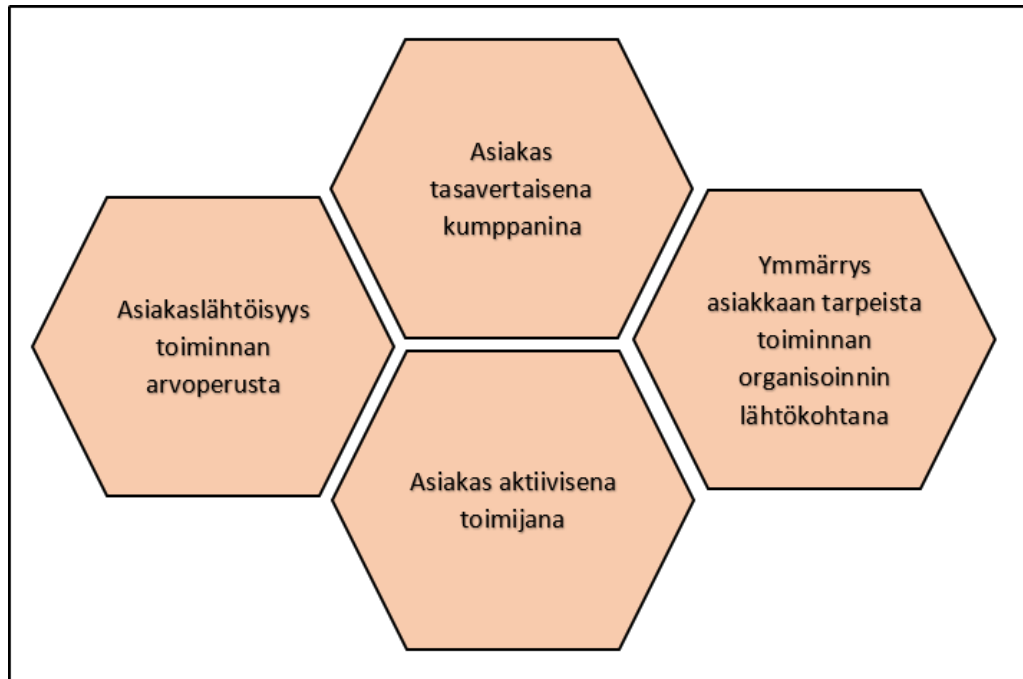 Asiakas
tasavertaisena
kumppanina
Asiakaslähtöisyys
toiminnan
arvoperusta
Ymmärrys
asiakkaan tarpeista
toiminnan
organisoinnin
lähtökohtana
Asiakas aktiivisena
toimijana